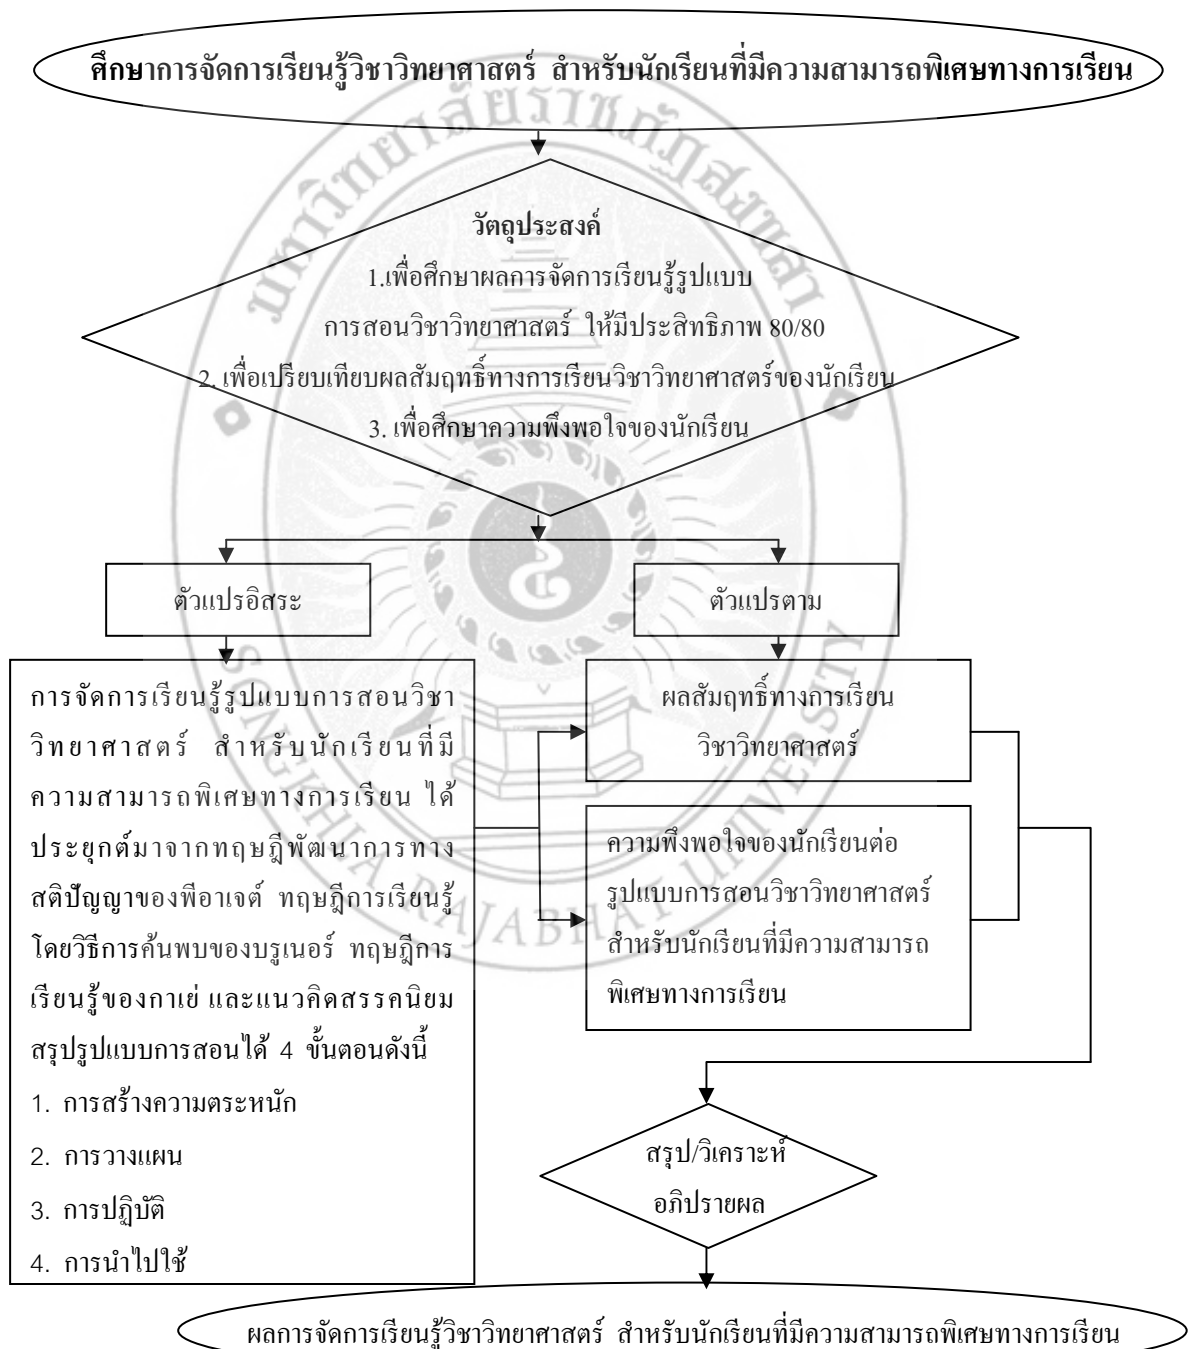 ศึกษาการจัดการเรียนรู้วิชาวิทยาศาสตร์ สำหรับนักเรียนที่มีความสามารถพิเศษทางการเรียน
มหาวิทยาลัยราชภัฏสงขลา
วัตถุประสงค์
1.เพื่อศึกษาผลการจัดการเรียนรู้รูปแบบ
การสอนวิชาวิทยาศาสตร์ ให้มีประสิทธิภาพ 80/80
2. เพื่อเปรียบเทียบผลสัมฤทธิ์ทางการเรียนวิชาวิทยาศาสตร์ของนักเรียน
3. เพื่อศึกษาความพึงพอใจของนักเรียน
ตัวแปรอิสระ
ตัวแปรตาม
การจัดการเรียนรู้รูปแบบการสอนวิชา
วิทยาศาสตร์ สำหรับนักเรียนที่มี
ความสามารถพิเศษทางการเรียน ได้
ประยุกต์มาจากทฤษฎีพัฒนาการทาง
สติปัญญาของพีอาเจต์ ทฤษฎีการเรียนรู้
โดยวิธีการค้นพบของบรูเนอร์ ทฤษฎีการ
เรียนรู้ของกาเย่ และแนวคิดสรรคนิยม
สรุปรูปแบบการสอนได้ 4 ขั้นตอนดังนี้
1. การสร้างความตระหนัก
2. การวางแผน
3. การปฏิบัติ
4. การนำไปใช้
ผลสัมฤทธิ์ทางการเรียน
วิชาวิทยาศาสตร์
ความพึงพอใจของนักเรียนต่อ
รูปแบบการสอนวิชาวิทยาศาสตร์
สำหรับนักเรียนที่มีความสามารถ
พิเศษทางการเรียน
SONGKHLA RAJABHAT UNIVERSITY
สรุป/วิเคราะห์
อภิปรายผล
ผลการจัดการเรียนรู้วิชาวิทยาศาสตร์ สำหรับนักเรียนที่มีความสามารถพิเศษทางการเรียน